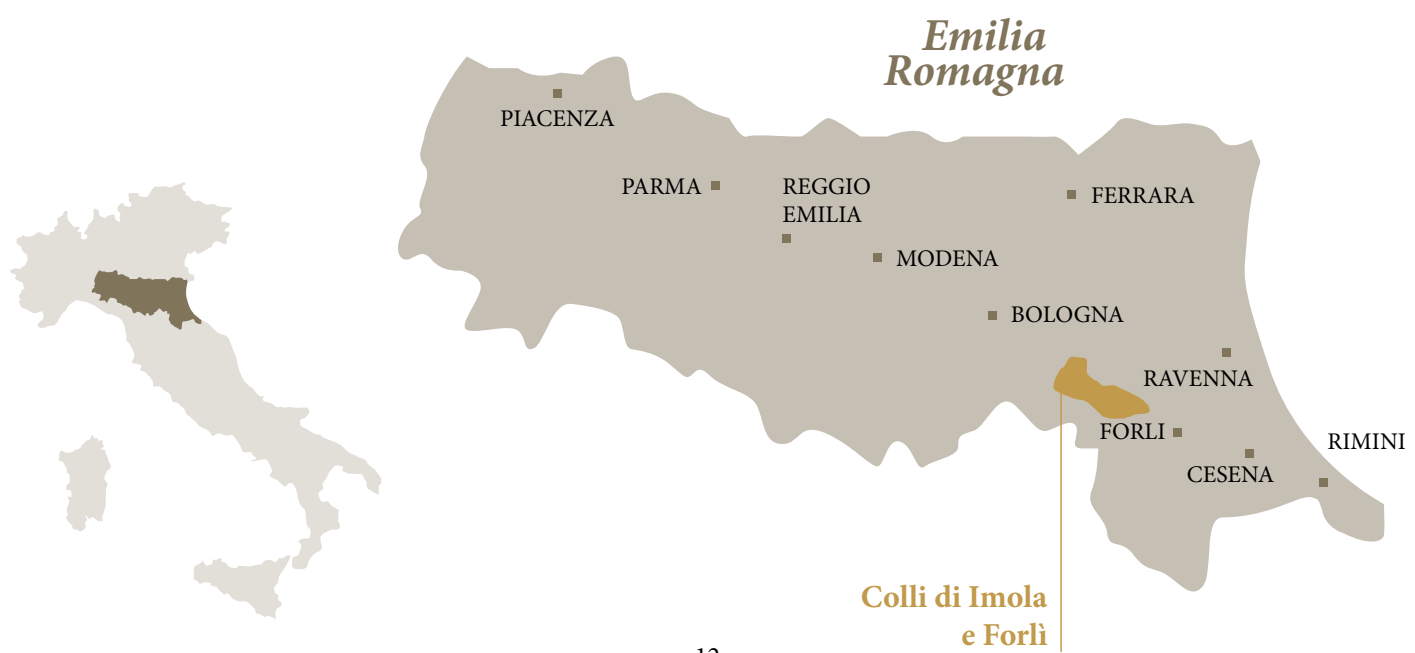 Emilia
Romagna
PIACENZA
PARMA
REGGIO
EMILIA
FERRARA
MODENA
BOLOGNA
RAVENNA
FORLI
RIMINI
CESENA
Colli di Imola
e Forlì